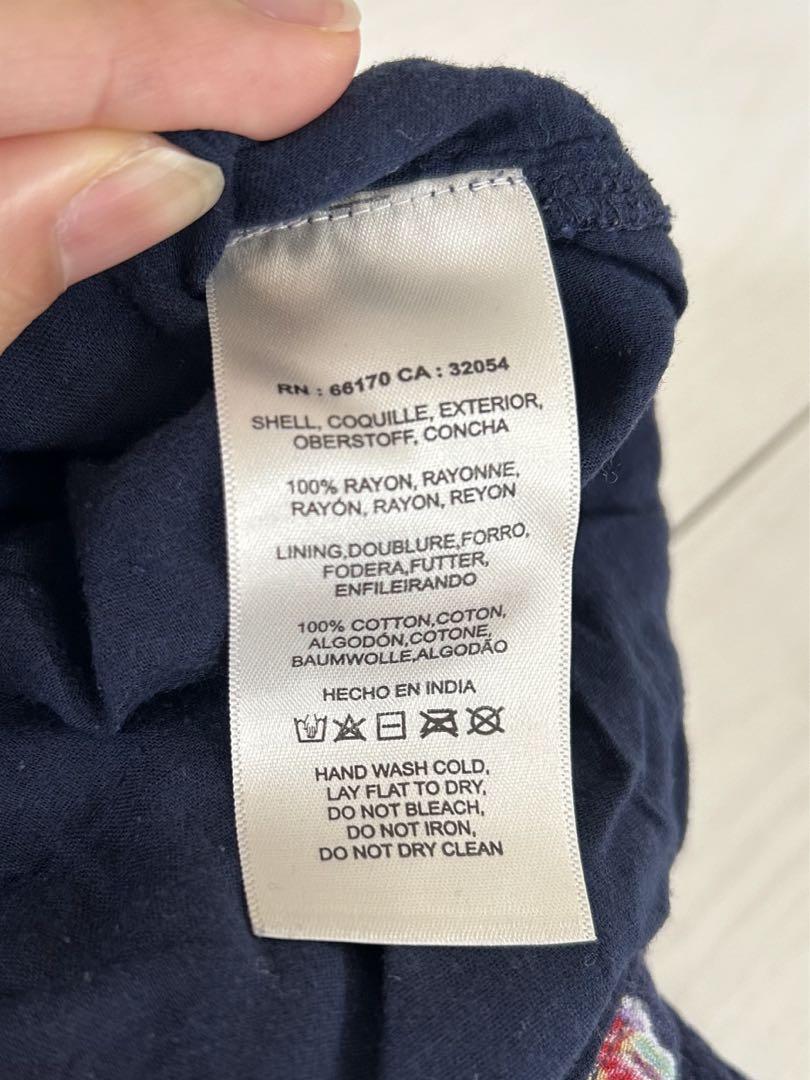 RN : 66170 CA : 32054
SHELL, COQUILLE, EXTERIOR,
OBERSTOFF, CONCHA
100% RAYON, RAYONNE,
RAYÓN, RAYON, REYON
LINING,DOUBLURE,FORRO,
FODERA,FUTTER,
ENFILEIRANDO
100% COTTON,COTON,
ALGODÓN,COTONE,
BAUMWOLLE,ALGODÃO
HECHO EN INDIA
HAND WASH COLD,
LAY FLAT TO DRY,
DO NOT BLEACH,
DO NOT IRON,
DO NOT DRY CLEAN